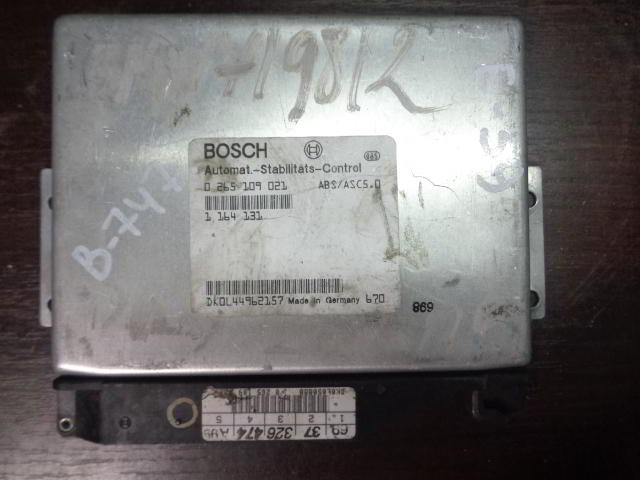 19812
BOSCH
Automat.-Stabilitäts-Control
0 265 109 021 ABS/ASC5.0
1 164 131
B-747
DK0L44962157 Made in Germany 670
869
1. 2 3 4 5
69 37 326 474